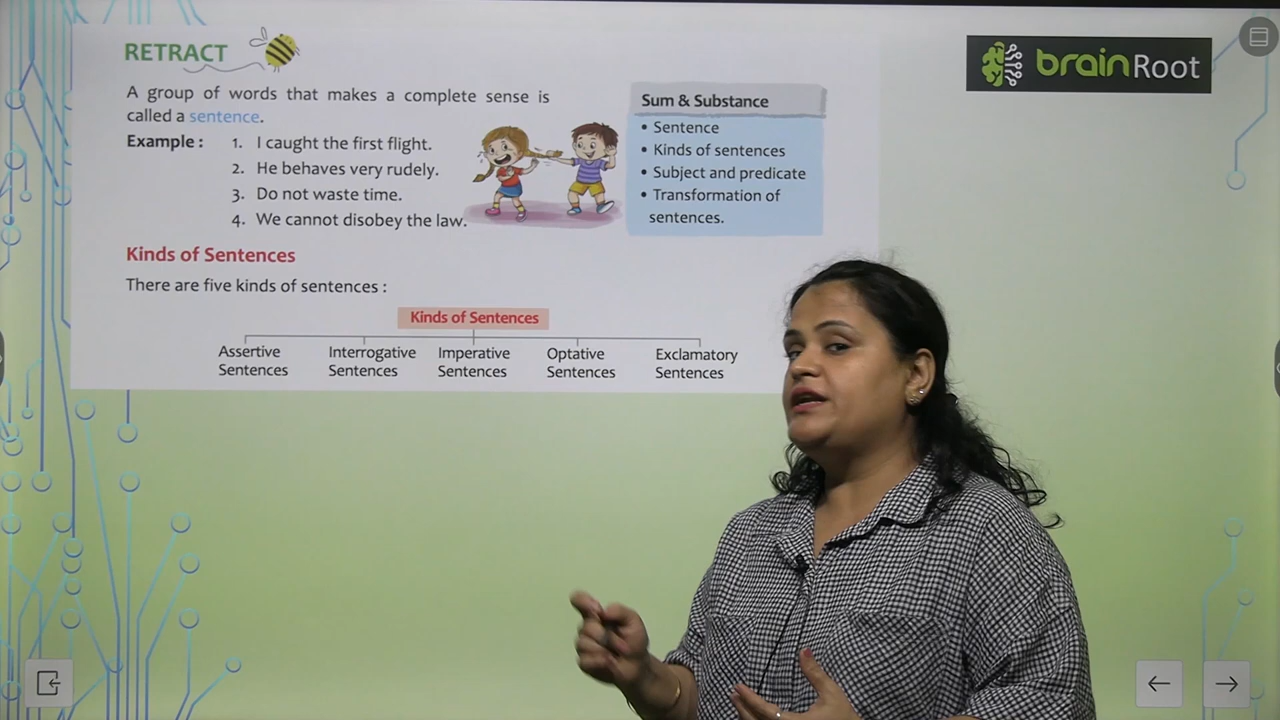 RETRACT
A group of words that makes a complete sense is
called a sentence.
Example : 1. I caught the first flight.
2. He behaves very rudely.
3. Do not waste time.
4. We cannot disobey the law.
Sum & Substance
• Sentence
• Kinds of sentences
• Subject and predicate
• Transformation of
sentences.
brainRoot
Kinds of Sentences
There are five kinds of sentences :
Kinds of Sentences
Assertive
Sentences
Interrogative
Sentences
Imperative
Sentences
Optative
Sentences
Exclamatory
Sentences